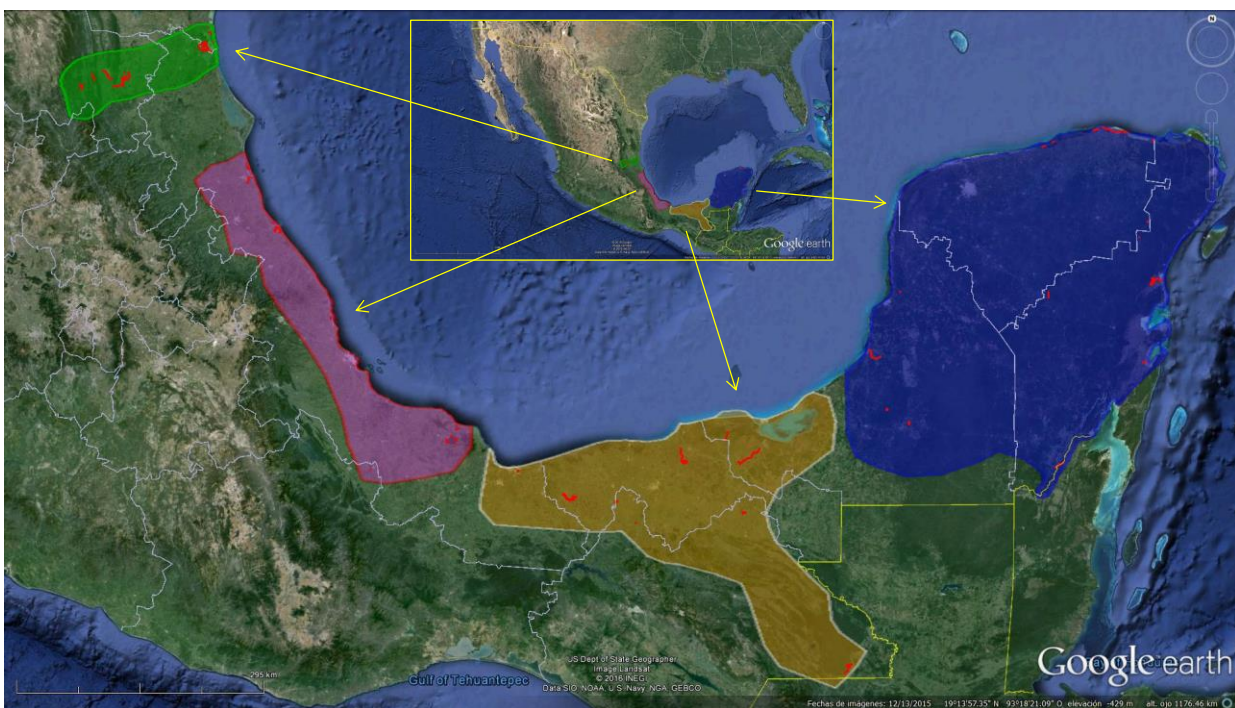 N
Google earth
295 km
Gulf of Tehuantepec
US Dept of State Geographer
Image Landsat
© 2016 INEGI
Data SIO, NOAA, U.S. Navy, NGA, GEBCO
Google earth
Fechas de imágenes: 12/13/2015 19°13'57.35" N 93°18'21.09" O elevación -429 m alt. ojo 1176.46 km